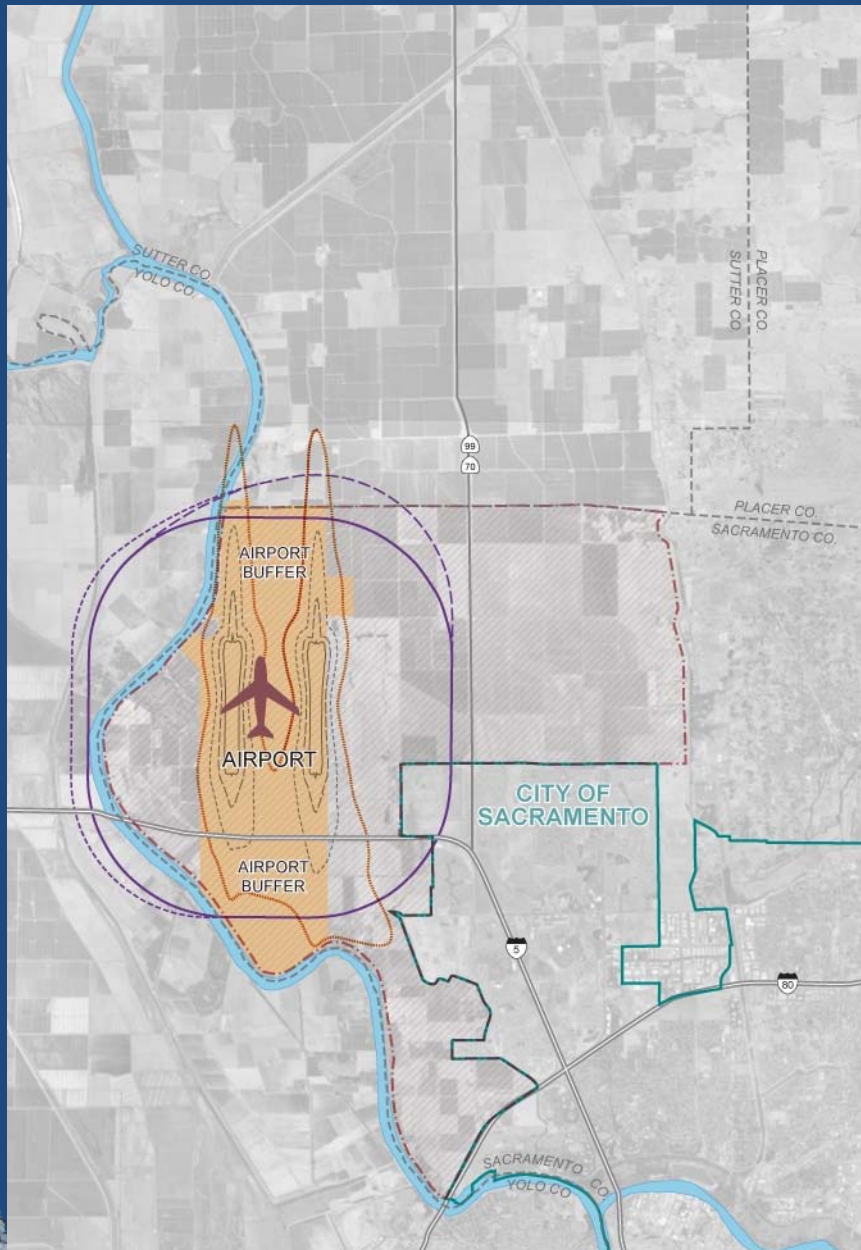 SUTTER CO.
YOLO CO.
PLACER CO.
SUTTER CO.
99
70
PLACER CO.
SACRAMENTO CO.
AIRPORT
BUFFER
AIRPORT
CITY OF
SACRAMENTO
AIRPORT
BUFFER
5
80
SACRAMENTO CO.
YOLO CO.